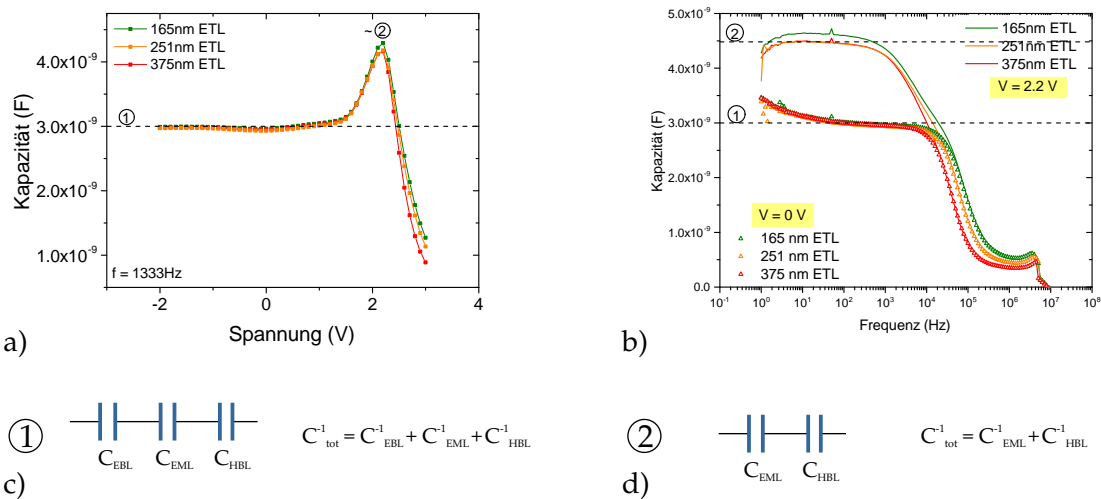 165nm ETL
251nm ETL
375nm ETL
~ ②
①
Kapazität (F)
4.0x10⁻⁹
3.0x10⁻⁹
2.0x10⁻⁹
1.0x10⁻⁹
f = 1333Hz
-2 0 2 4
Spannung (V)
a)
5.0x10⁻⁹
4.0x10⁻⁹
3.0x10⁻⁹
2.0x10⁻⁹
1.0x10⁻⁹
0.0
Kapazität (F)
②
①
165nm ETL
251nm ETL
375nm ETL
V = 2.2 V
V = 0 V
165 nm ETL
251 nm ETL
375 nm ETL
10⁻¹ 10⁰ 10¹ 10² 10³ 10⁴ 10⁵ 10⁶ 10⁷ 10⁸
Frequenz (Hz)
b)
①
C_EBL C_EML C_HBL
C⁻¹_tot = C⁻¹_EBL + C⁻¹_EML + C⁻¹_HBL
c)
②
C_EML C_HBL
C⁻¹_tot = C⁻¹_EML + C⁻¹_HBL
d)